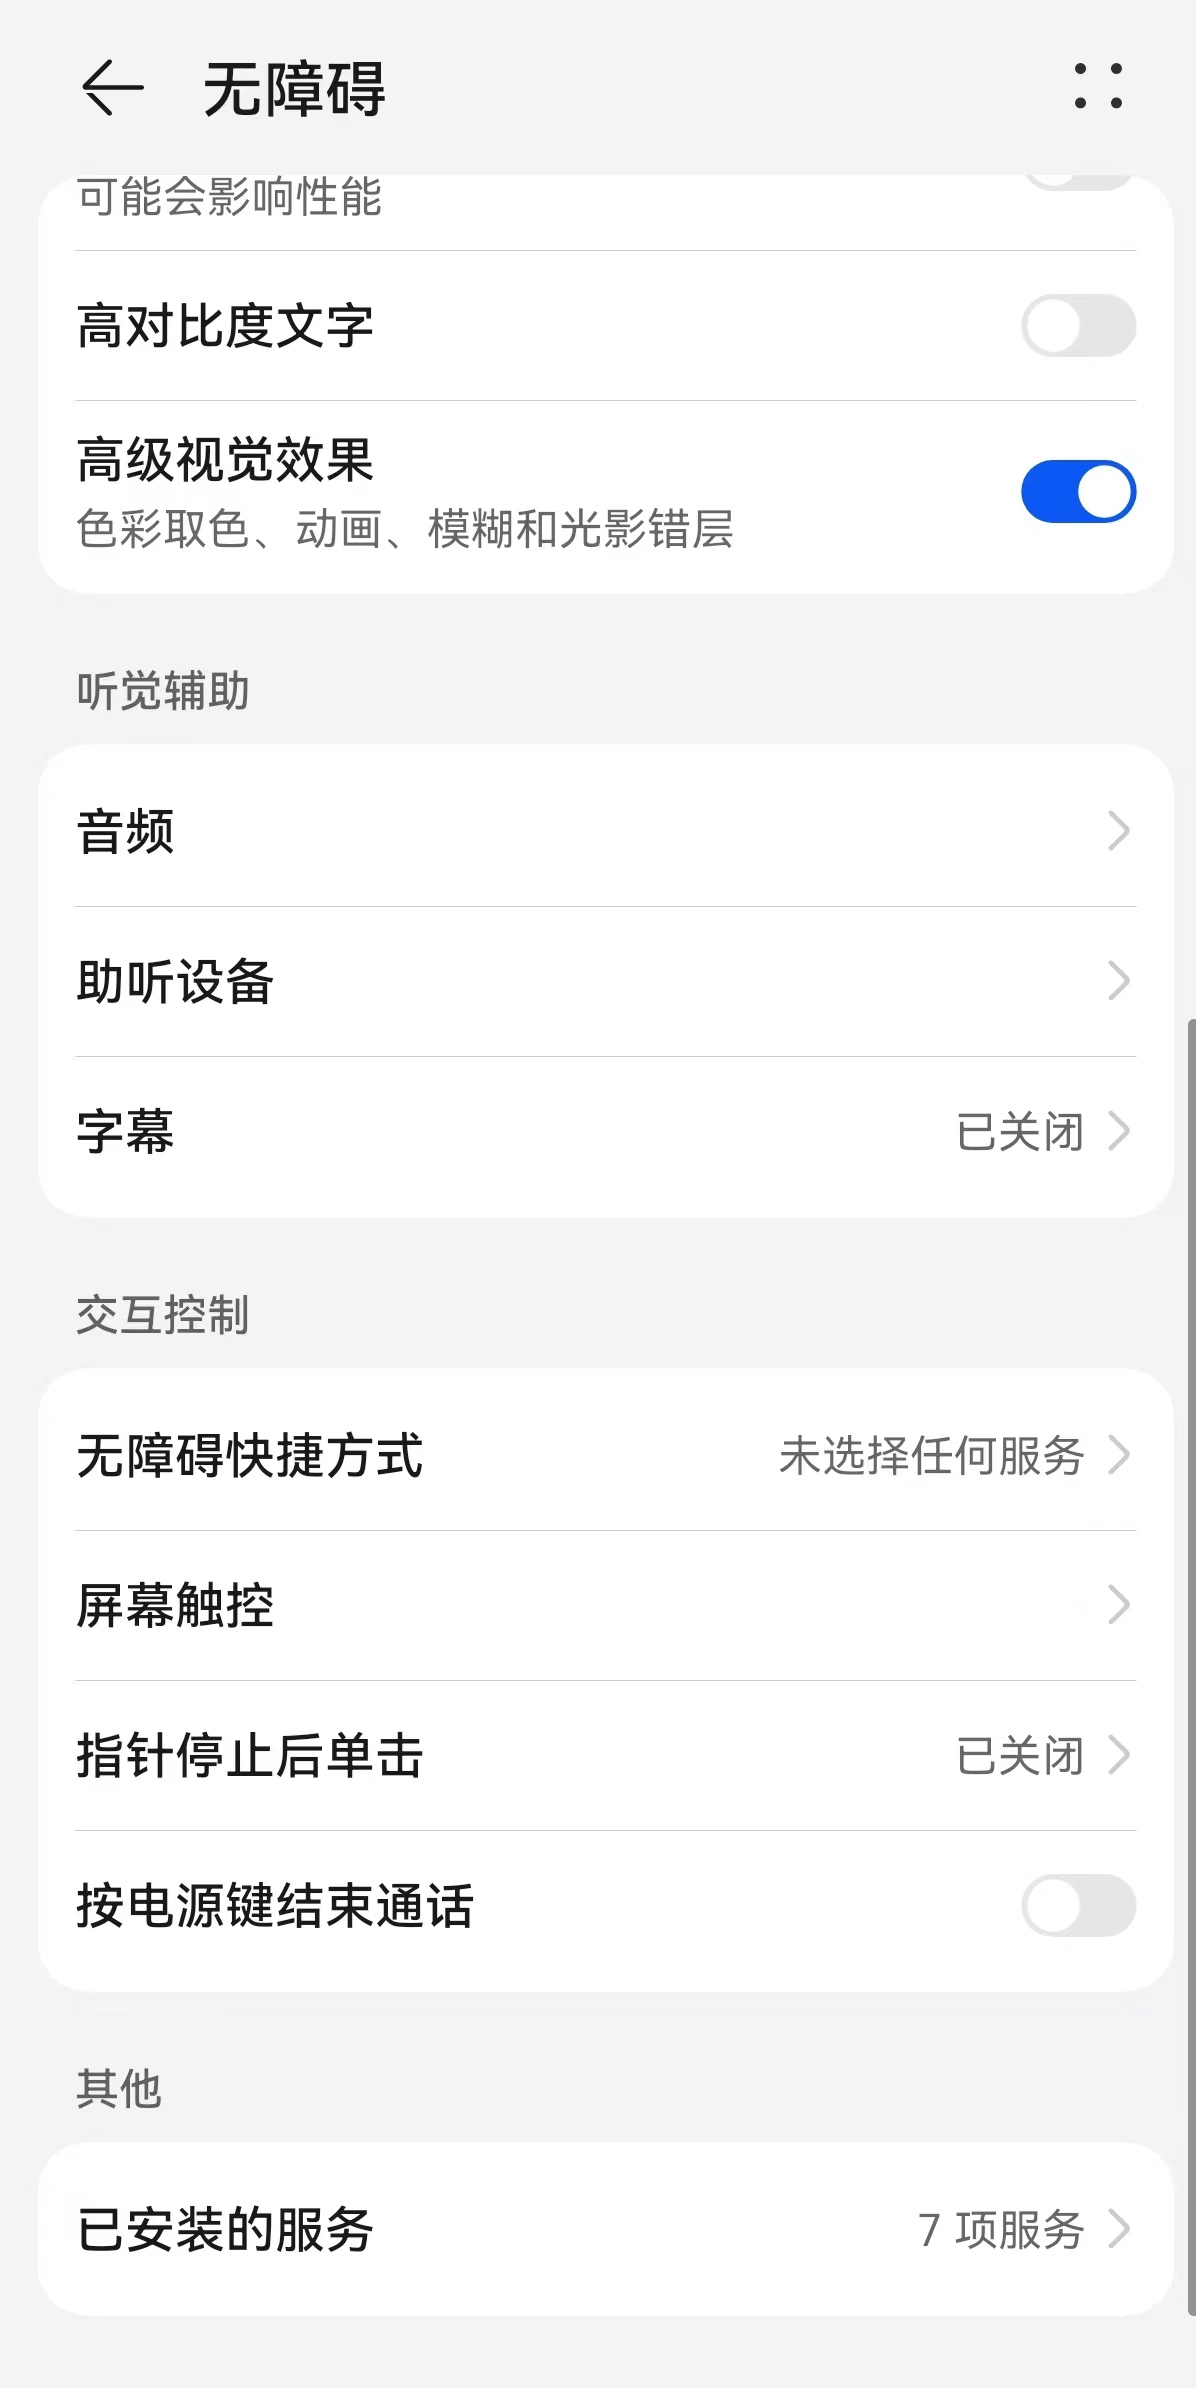 无障碍
可能会影响性能
高对比度文字
高级视觉效果
色彩取色、动画、模糊和光影错层
听觉辅助
音频
助听设备
字幕 已关闭
交互控制
无障碍快捷方式 未选择任何服务
屏幕触控
指针停止后单击 已关闭
按电源键结束通话
其他
已安装的服务 7 项服务